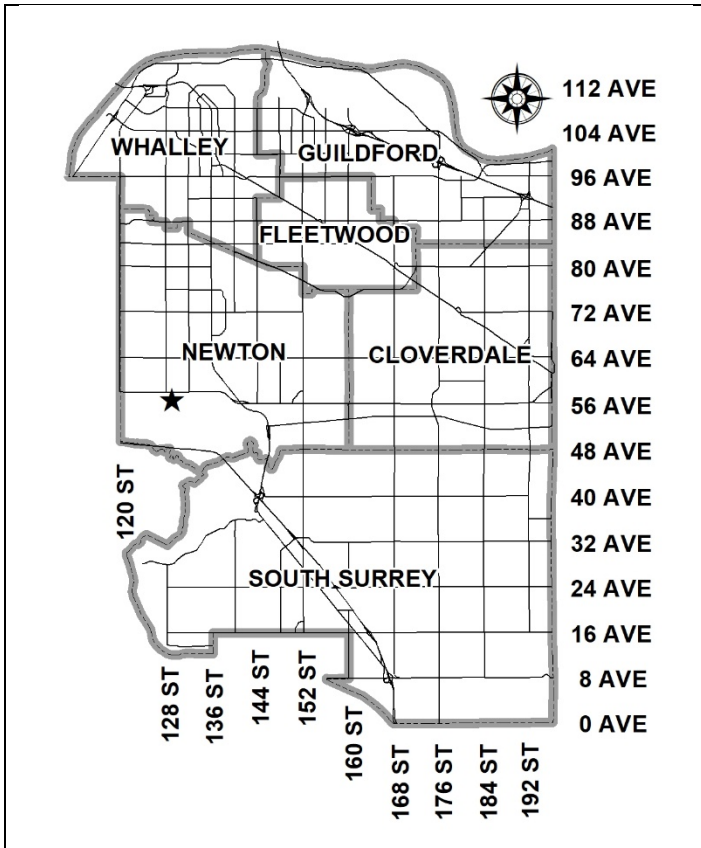 112 AVE
104 AVE
WHALLEY
GUILDFORD
96 AVE
88 AVE
FLEETWOOD
80 AVE
72 AVE
NEWTON
CLOVERDALE
64 AVE
56 AVE
48 AVE
120 ST
40 AVE
32 AVE
SOUTH SURREY
24 AVE
16 AVE
8 AVE
0 AVE
128 ST
136 ST
144 ST
152 ST
160 ST
168 ST
176 ST
184 ST
192 ST